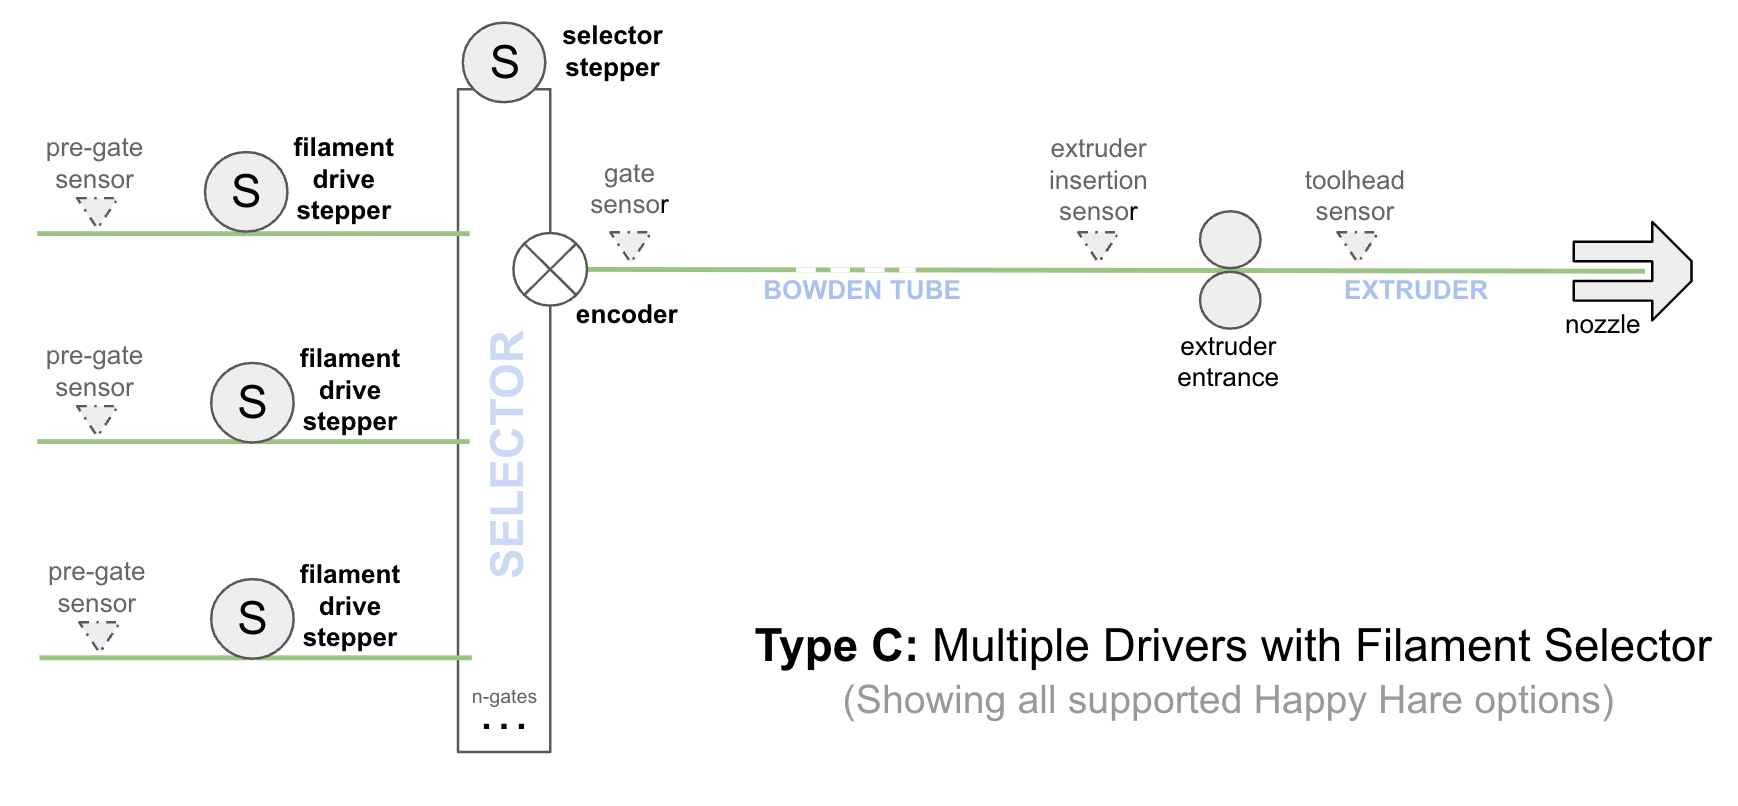 S
selector
stepper
pre-gate
sensor
S
filament
drive
stepper
gate
sensor
extruder
insertion
sensor
toolhead
sensor
BOWDEN TUBE
EXTRUDER
encoder
nozzle
extruder
entrance
SELECTOR
pre-gate
sensor
S
filament
drive
stepper
pre-gate
sensor
S
filament
drive
stepper
n-gates
...
Type C: Multiple Drivers with Filament Selector
(Showing all supported Happy Hare options)